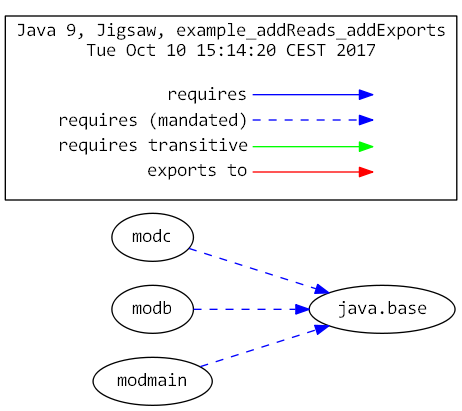 Java 9, Jigsaw, example_addReads_addExports
Tue Oct 10 15:14:20 CEST 2017
requires
requires (mandated)
requires transitive
exports to
modc
modb
java.base
modmain